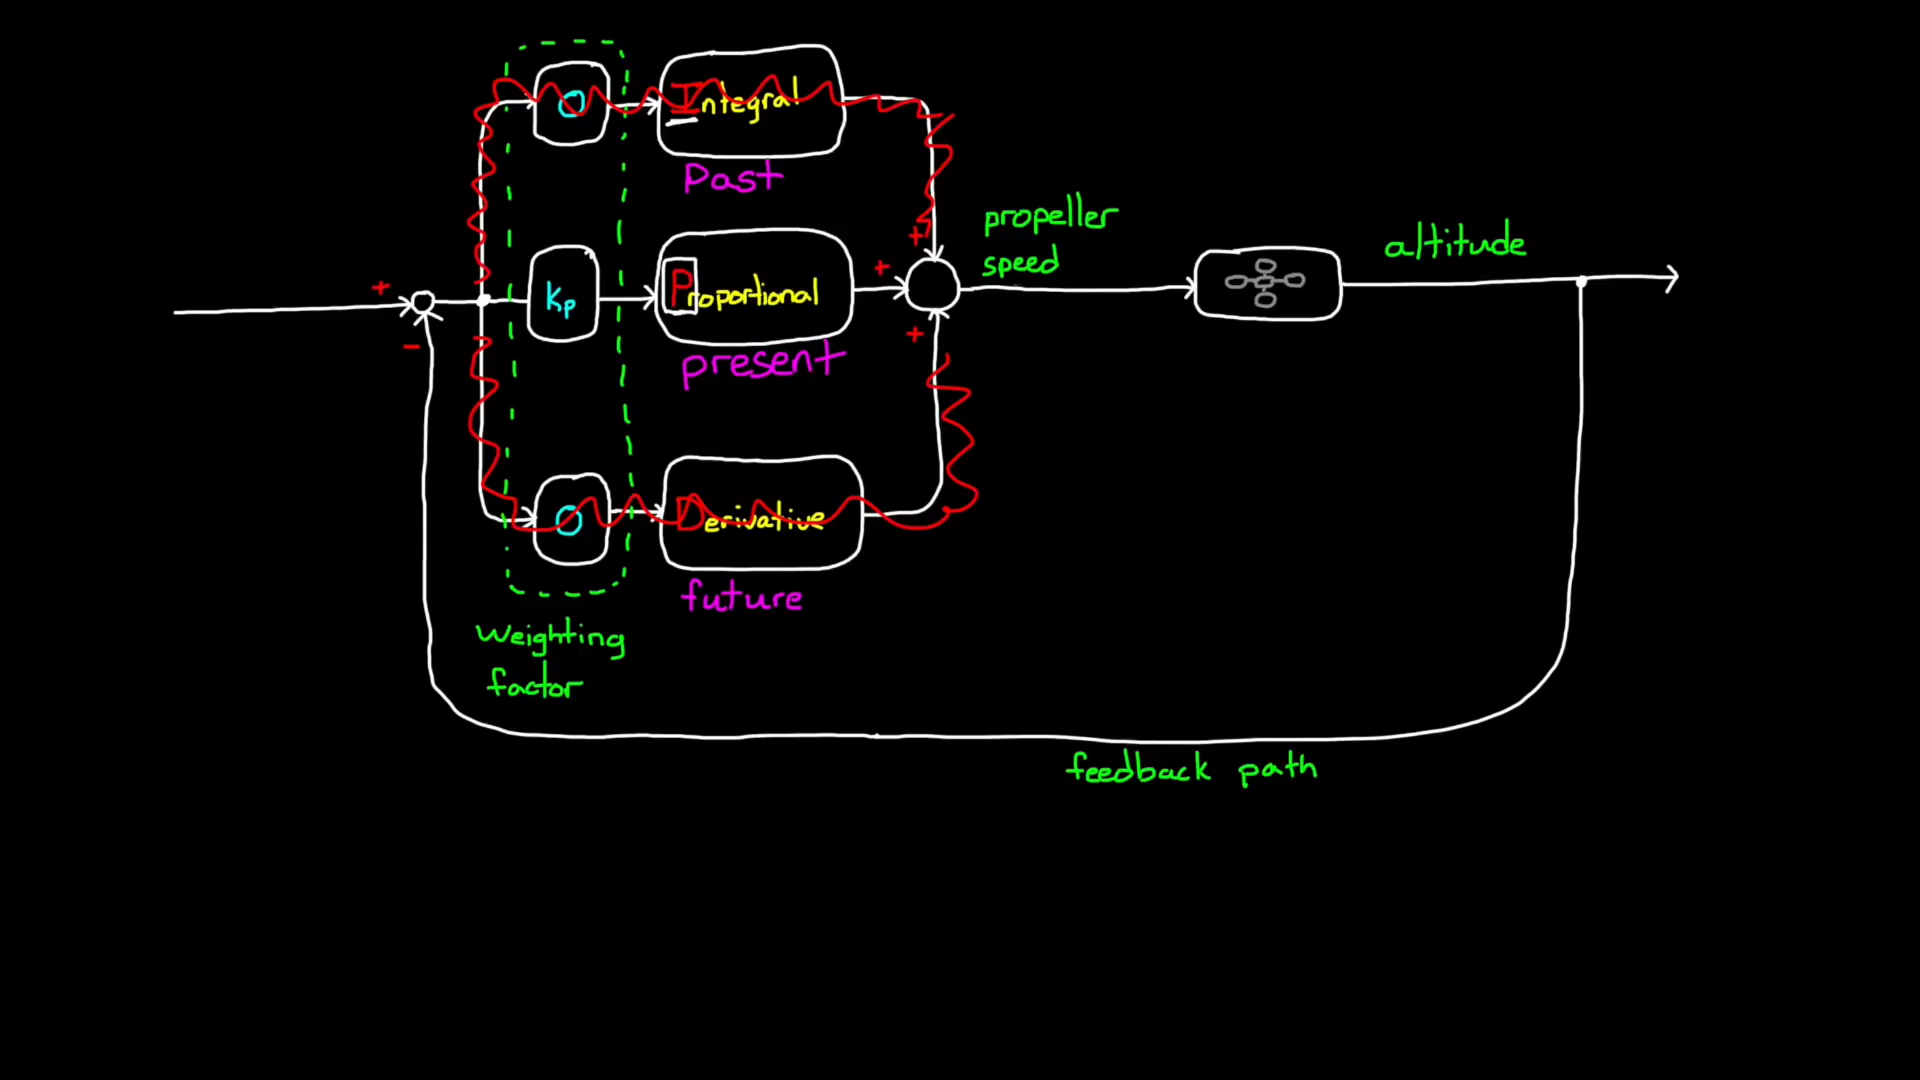 O
Integral
Past
propeller
speed
altitude
+
+
+
Kp
Proportional
-
+
present
O
Derivative
future
Weighting
factor
feedback path